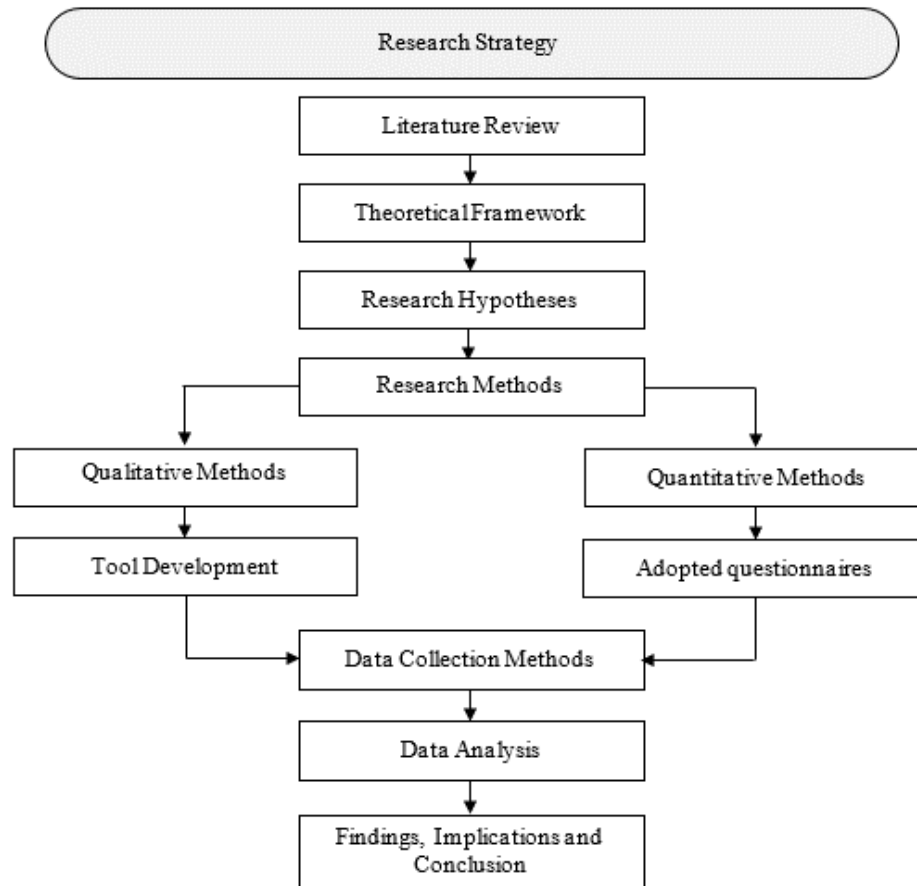 Research Strategy
Literature Review
Theoretical Framework
Research Hypotheses
Research Methods
Qualitative Methods
Quantitative Methods
Tool Development
Adopted questionnaires
Data Collection Methods
Data Analysis
Findings, Implications and
Conclusion